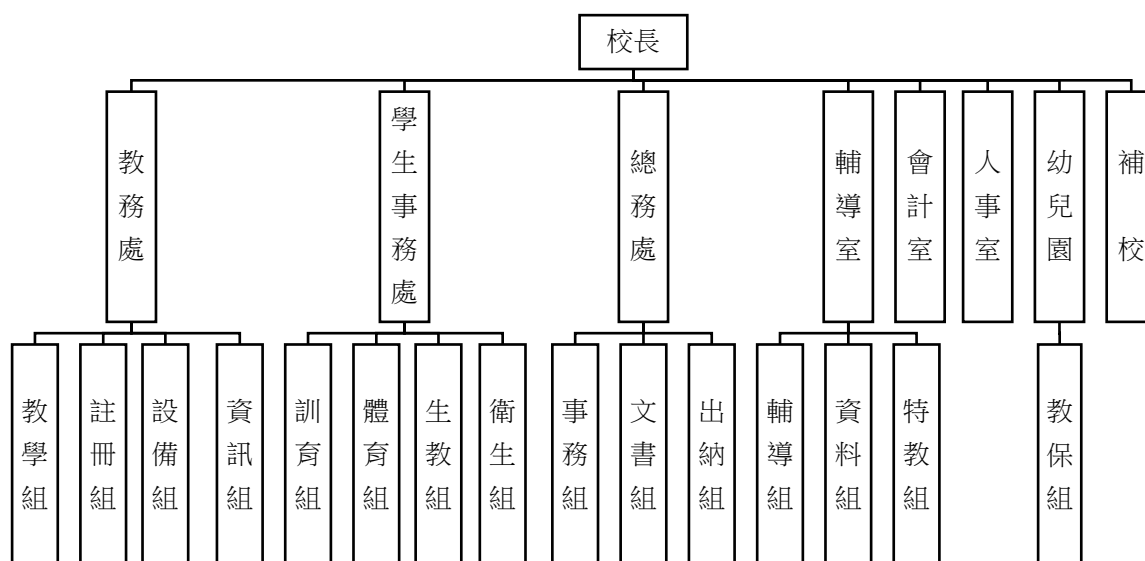 校長
教務處
學生事務處
總務處
輔導室
會計室
人事室
幼兒園
補校
教學組
註冊組
設備組
資訊組
訓育組
體育組
生教組
衛生組
事務組
文書組
出納組
輔導組
資料組
特教組
教保組